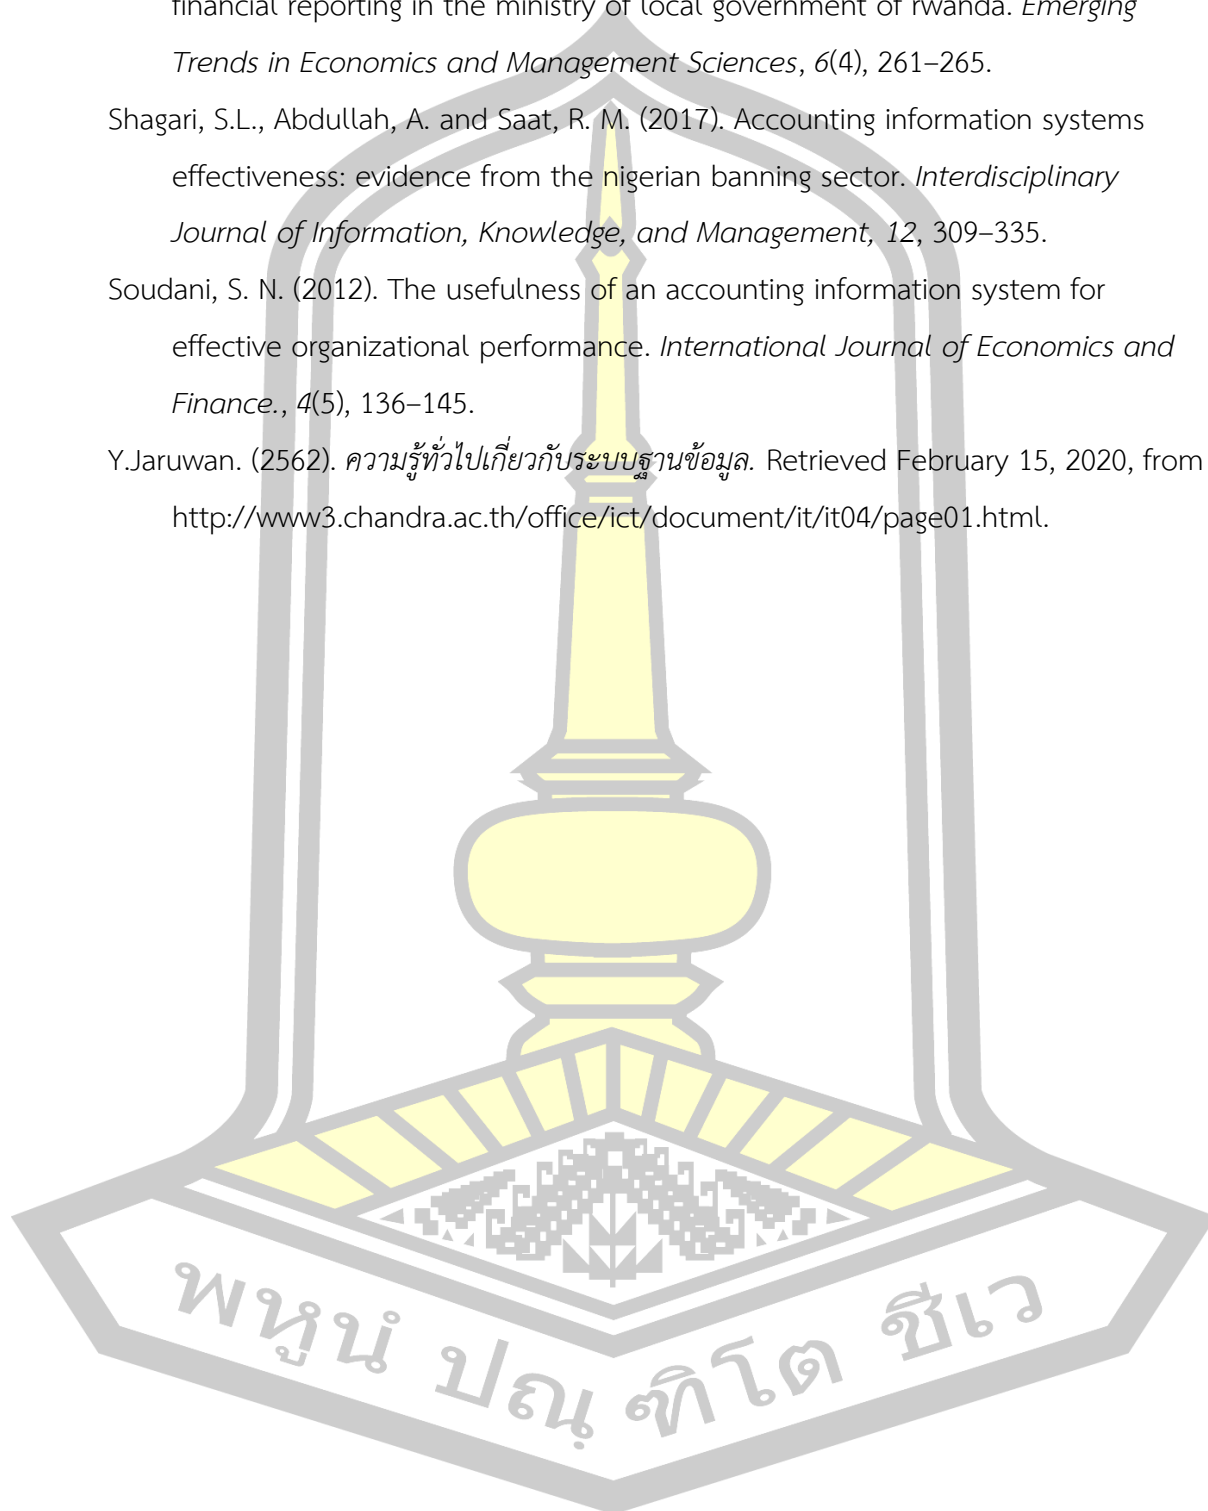 financial reporting in the ministry of local government of rwanda. Emerging
Trends in Economics and Management Sciences, 6(4), 261–265.
Shagari, S.L., Abdullah, A. and Saat, R. M. (2017). Accounting information systems
effectiveness: evidence from the nigerian banning sector. Interdisciplinary
Journal of Information, Knowledge, and Management, 12, 309–335.
Soudani, S. N. (2012). The usefulness of an accounting information system for
effective organizational performance. International Journal of Economics and
Finance., 4(5), 136–145.
Y.Jaruwan. (2562). ความรู้ทั่วไปเกี่ยวกับระบบฐานข้อมูล. Retrieved February 15, 2020, from
http://www3.chandra.ac.th/office/ict/document/it/it04/page01.html.
พหูนํ ปณฺฑิโต ชีเว